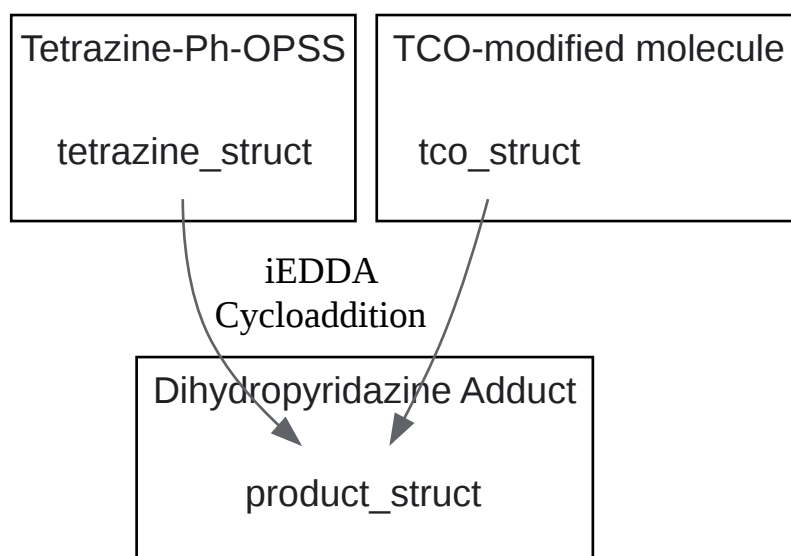 Tetrazine-Ph-OPSS
TCO-modified molecule
tetrazine_struct
tco_struct
iEDDA
Cycloaddition
Dihydropyridazine Adduct
product_struct